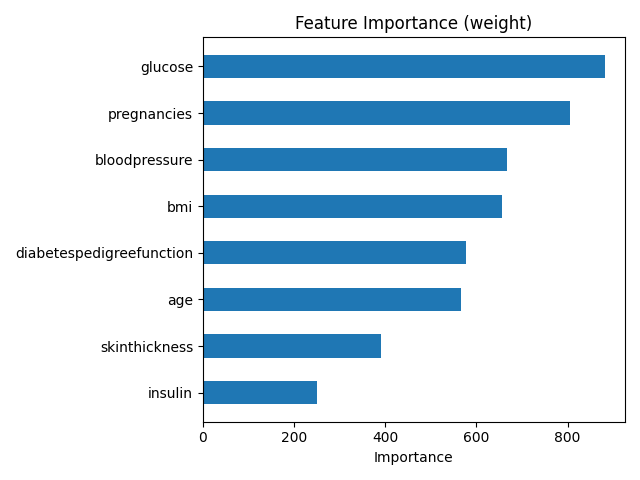 Feature Importance (weight)
glucose
pregnancies
bloodpressure
bmi
diabetespedigreefunction
age
skinthickness
insulin
0 200 400 600 800
Importance